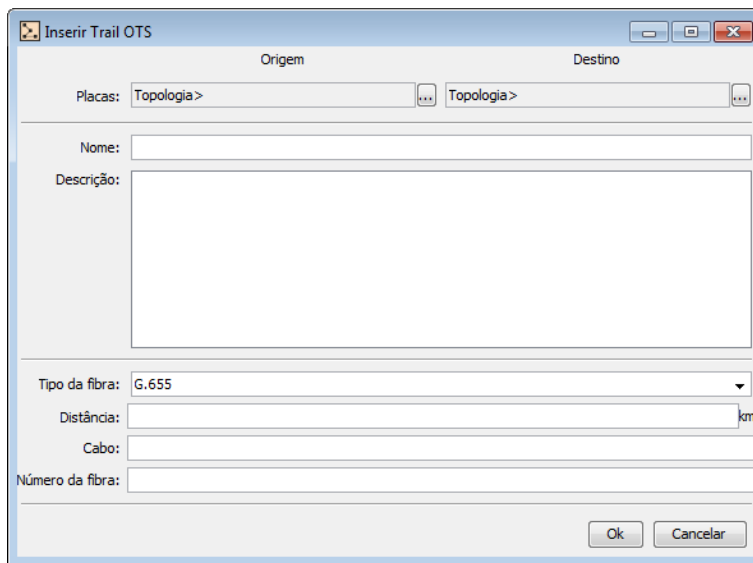 Inserir Trail OTS
Origem Destino
Placas: Topologia> ... Topologia> ...
Nome:
Descrição:
Tipo da fibra: G.655
Distância: km
Cabo:
Número da fibra:
Ok Cancelar